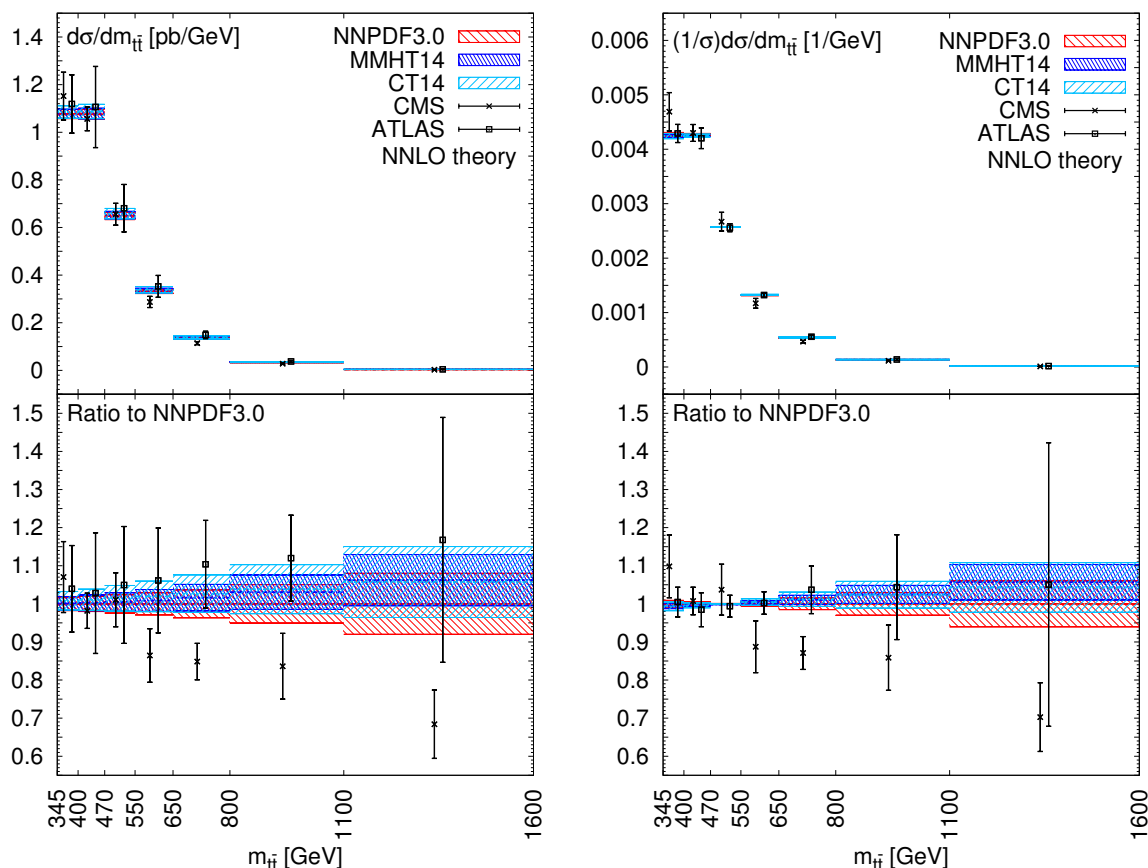 dσ/dm_tt̄ [pb/GeV]
NNPDF3.0
MMHT14
CT14
CMS
ATLAS
NNLO theory
1.4
1.2
1
0.8
0.6
0.4
0.2
0
Ratio to NNPDF3.0
1.5
1.4
1.3
1.2
1.1
1
0.9
0.8
0.7
0.6
345
400
470
550
650
800
1100
1600
m_tt̄ [GeV]
(1/σ)dσ/dm_tt̄ [1/GeV]
NNPDF3.0
MMHT14
CT14
CMS
ATLAS
NNLO theory
0.006
0.005
0.004
0.003
0.002
0.001
0
Ratio to NNPDF3.0
1.5
1.4
1.3
1.2
1.1
1
0.9
0.8
0.7
0.6
345
400
470
550
650
800
1100
1600
m_tt̄ [GeV]